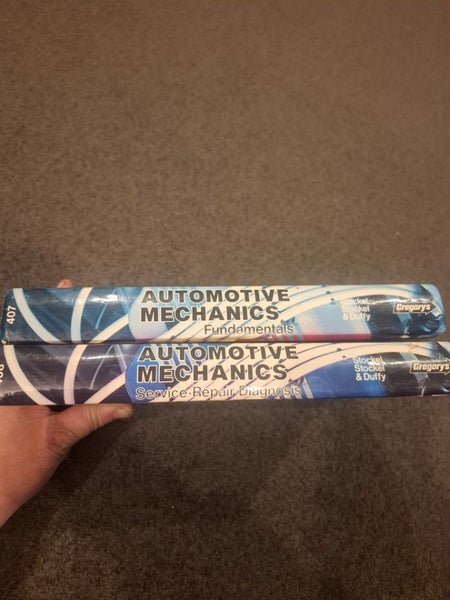 407
AUTOMOTIVE
MECHANICS
Fundamentals
Stockel
Stockel
& Duffy
Gregory's
AUTOMOTIVE
MECHANICS
Service·Repair·Diagnosis
Stockel
Stockel
& Duffy
Gregory's